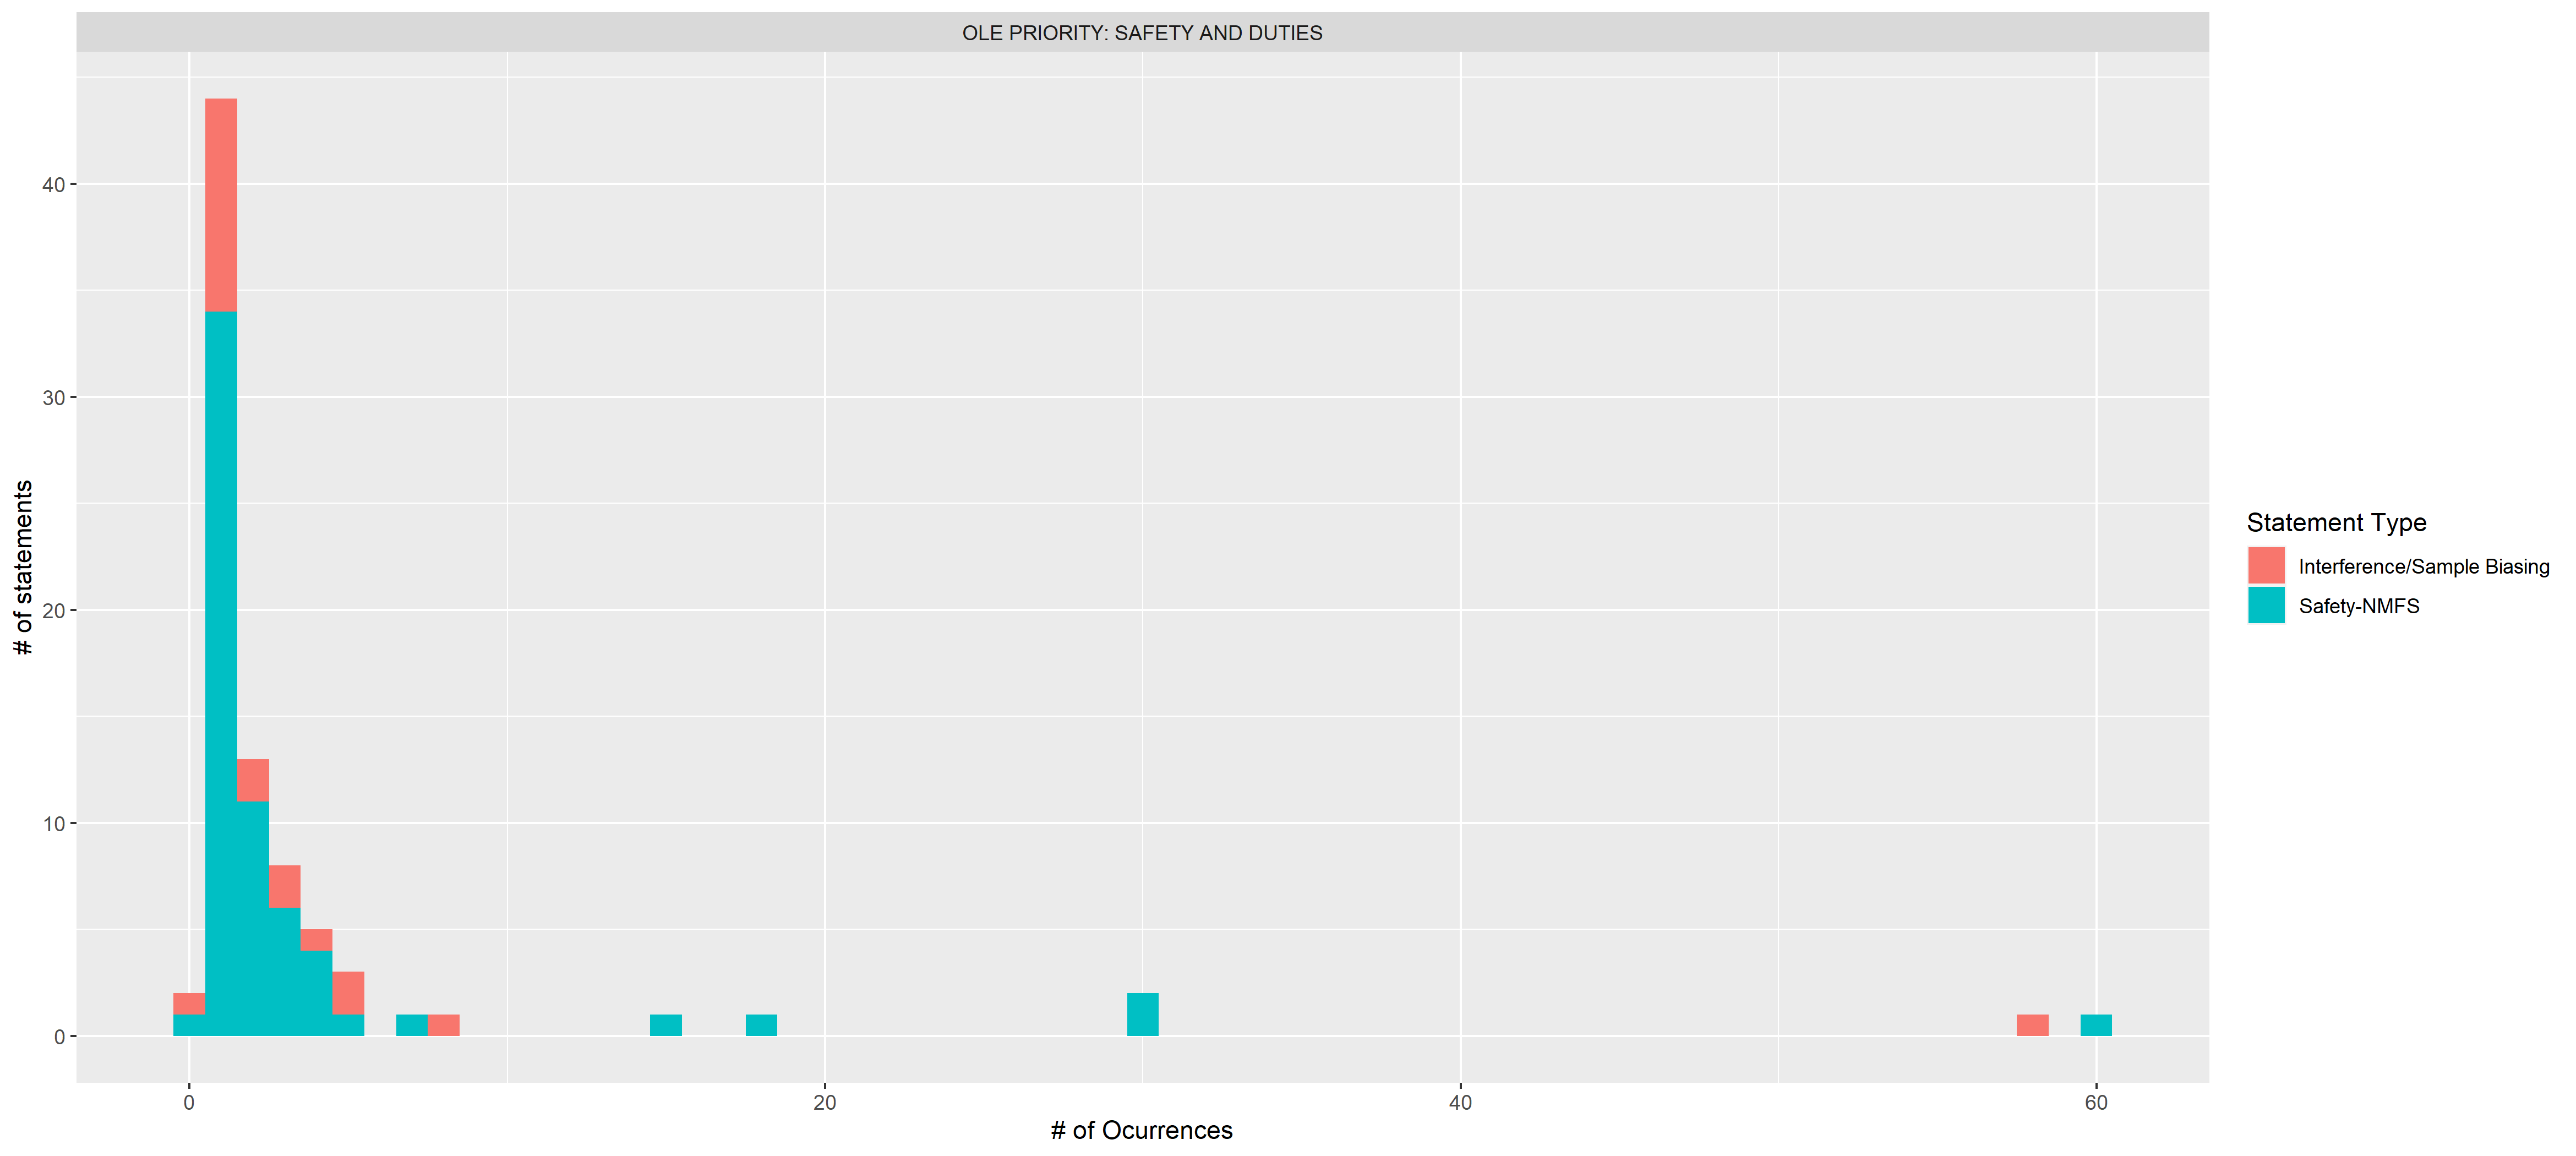 OLE PRIORITY: SAFETY AND DUTIES
# of statements
40
30
20
10
0
0 20 40 60
# of Ocurrences
Statement Type
Interference/Sample Biasing
Safety-NMFS